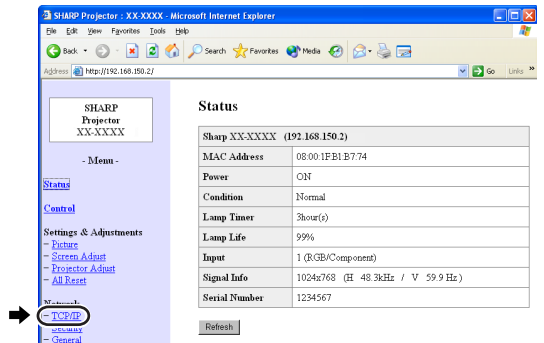 SHARP Projector : XX-XXXX - Microsoft Internet Explorer
File Edit View Favorites Tools Help
Back Search Favorites Media
Address http://192.168.150.2/ Go Links »
SHARP
Projector
XX-XXXX
- Menu -
Status
Control
Settings & Adjustments
– Picture
– Screen Adjust
– Projector Adjust
– All Reset
Network
– TCP/IP
– Security
– General
Status
Sharp XX-XXXX (192.168.150.2)
MAC Address 08:00:1F:B1:B7:74
Power ON
Condition Normal
Lamp Timer 3hour(s)
Lamp Life 99%
Input 1 (RGB/Component)
Signal Info 1024x768 (H 48.3kHz / V 59.9 Hz)
Serial Number 1234567
Refresh